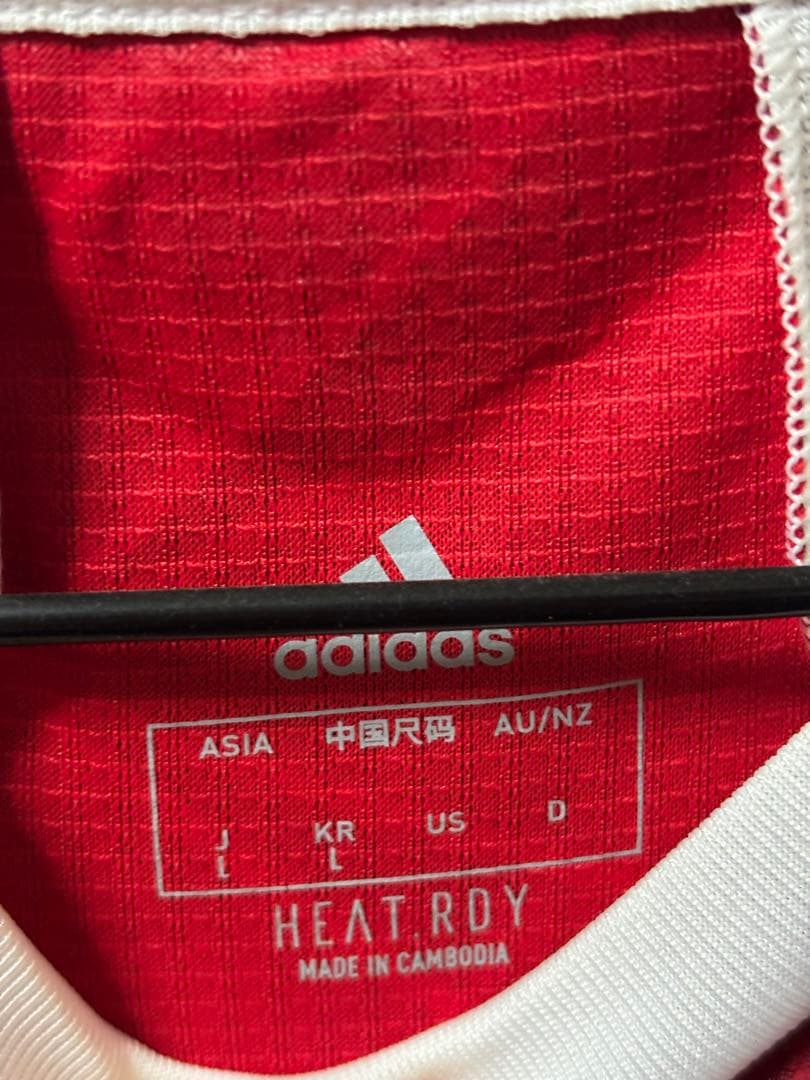 adidas
ASIA 中国尺码 AU/NZ
J KR US D
L L
HEAT.RDY
MADE IN CAMBODIA